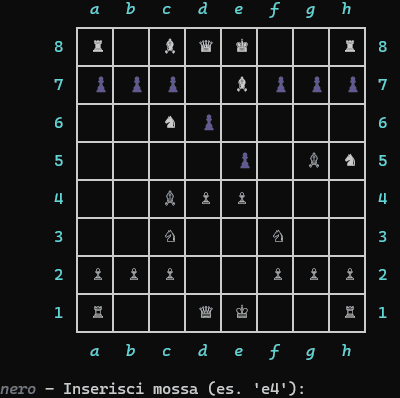 a b c d e f g h
8 ♜ ♝ ♛ ♚ ♜ 8
7 ♟ ♟ ♟ ♝ ♟ ♟ ♟ 7
6 ♞ ♟ 6
5 ♟ ♗ ♞ 5
4 ♗ ♙ ♙ 4
3 ♘ ♘ 3
2 ♙ ♙ ♙ ♙ ♙ ♙ 2
1 ♖ ♕ ♔ ♖ 1
a b c d e f g h
nero — Inserisci mossa (es. 'e4'):